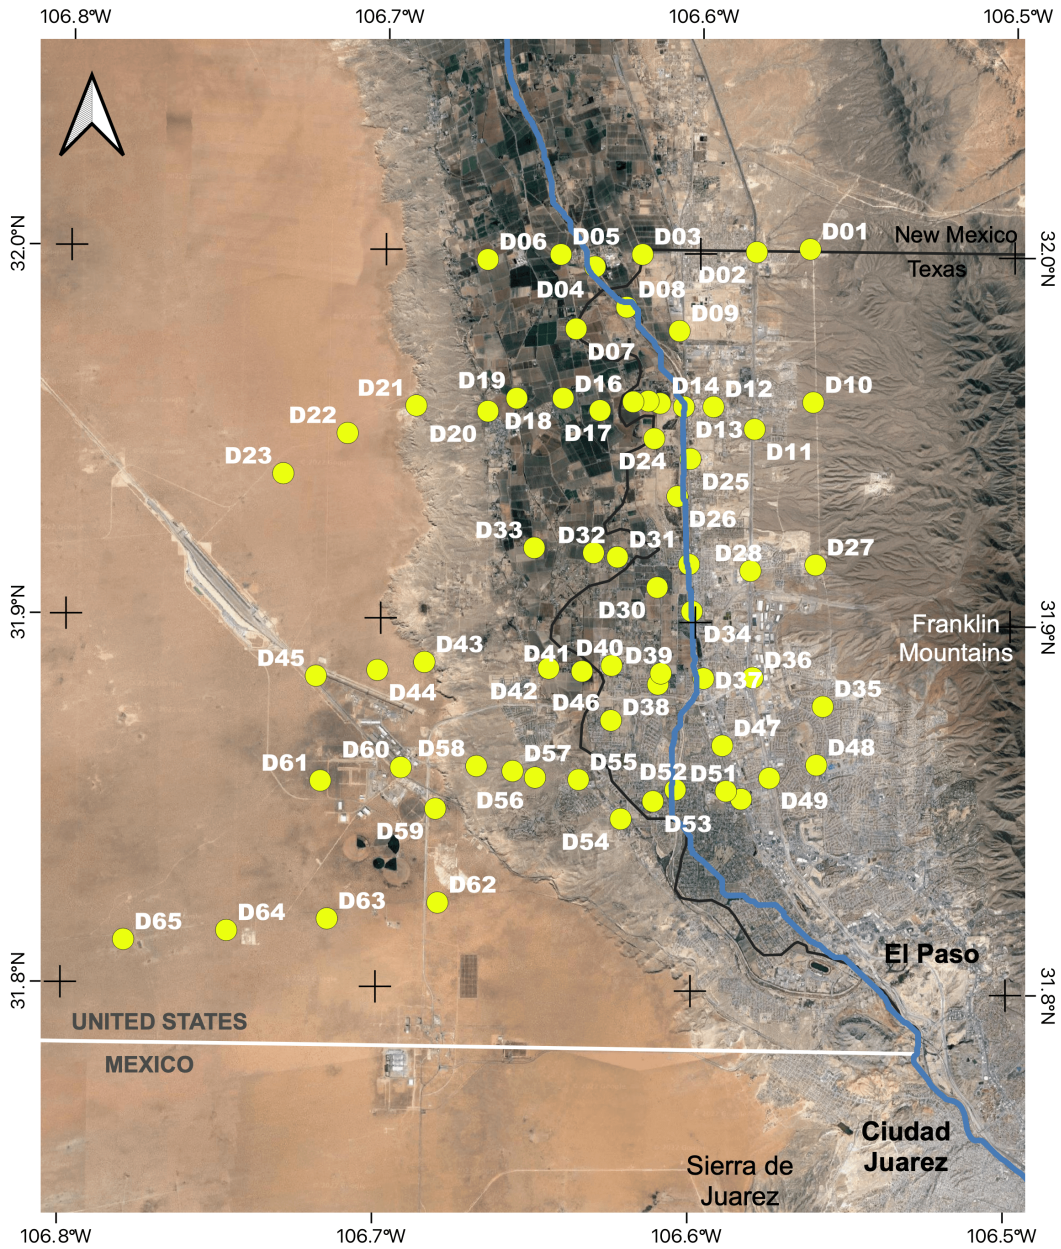 106.8°W 106.7°W 106.6°W 106.5°W
32.0°N
32.0°N
D06 D05 D03 D01
New Mexico
Texas
D04 D08 D02
D09
D07
D21 D19 D16 D14 D12 D10
D22 D20 D18 D17 D13
D23 D24 D11
D25
D26
D33 D32 D31 D28 D27
31.9°N
31.9°N
D30
D34
Franklin
Mountains
D45 D43 D41 D40 D39 D36
D44 D42 D46 D38 D37 D35
D61 D60 D58 D57 D55 D47 D48
D56 D52 D51 D49
D59 D54 D53
D62
D65 D64 D63
El Paso
31.8°N
31.8°N
UNITED STATES
MEXICO
Ciudad
Juarez
Sierra de
Juarez
106.8°W 106.7°W 106.6°W 106.5°W